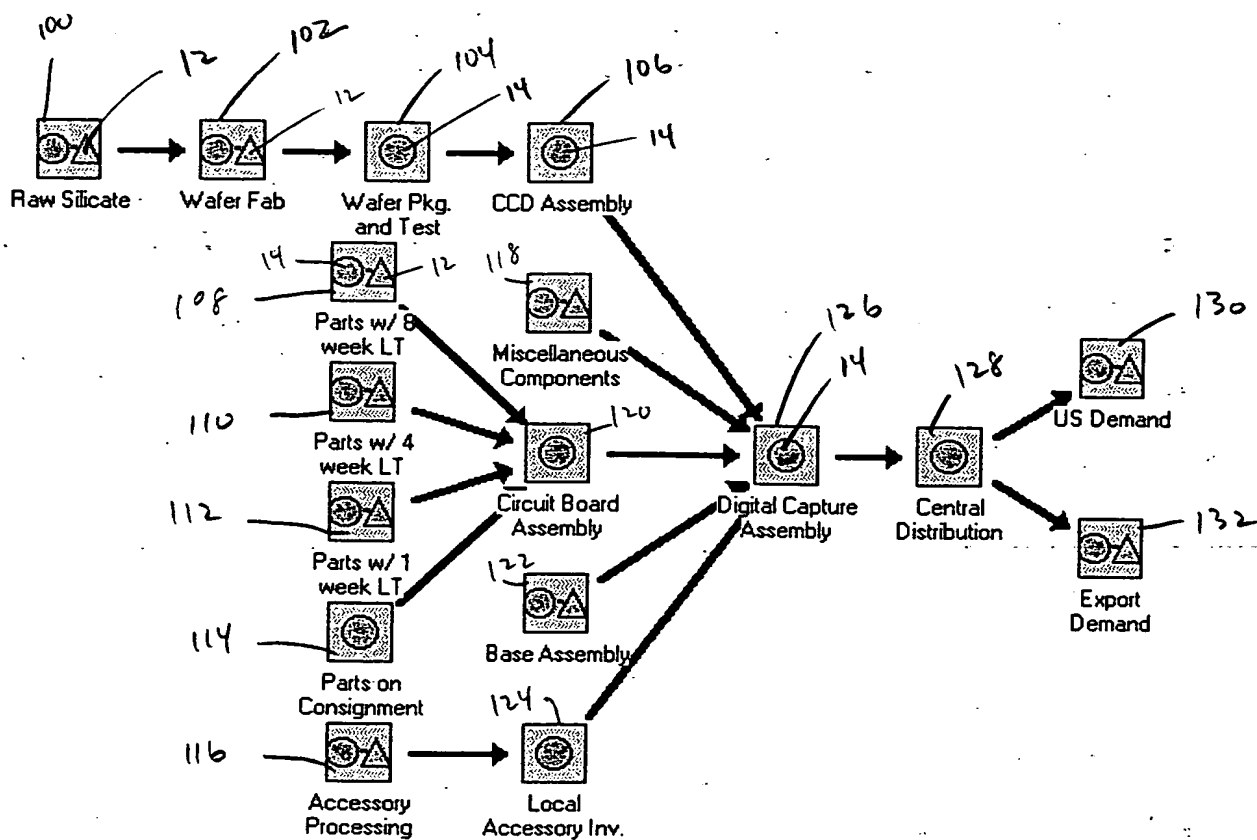 100
12
102
12
104
14
106
14
Raw Silicate
Wafer Fab
Wafer Pkg.
and Test
CCD Assembly
14
12
108
Parts w/ 8
week LT
118
Miscellaneous
Components
110
Parts w/ 4
week LT
120
Circuit Board
Assembly
126
14
Digital Capture
Assembly
128
Central
Distribution
130
US Demand
132
Export
Demand
112
Parts w/ 1
week LT
122
Base Assembly
114
Parts on
Consignment
116
Accessory
Processing
124
Local
Accessory Inv.